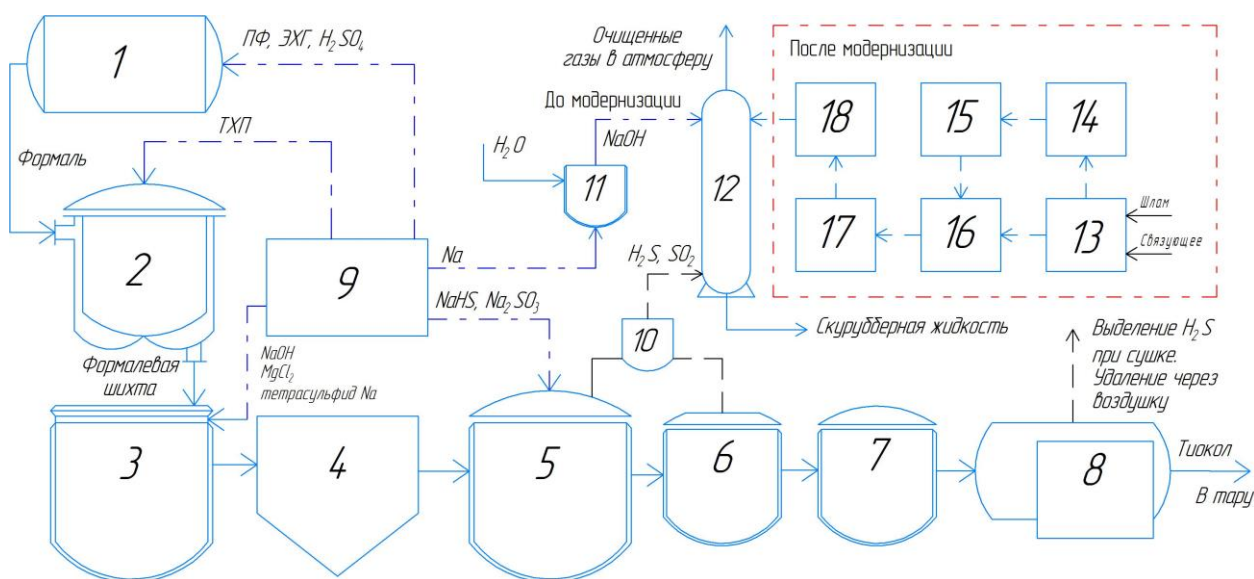 1
ПФ, ЭХГ, H2SO4
ТХП
Формаль
2
Формалевая
шихта
NaOH
MgCl2
тетрасульфид Na
9
Na
NaHS, Na2SO3
H2O
До модернизации
NaOH
11
Очищенные
газы в атмосферу
12
H2S, SO2
10
Скурубберная жидкость
После модернизации
18
15
14
17
16
13
Шлам
Связующее
Выделение H2S
при сушке.
Удаление через
воздушку
3
4
5
6
7
8
Тиокол
В тару